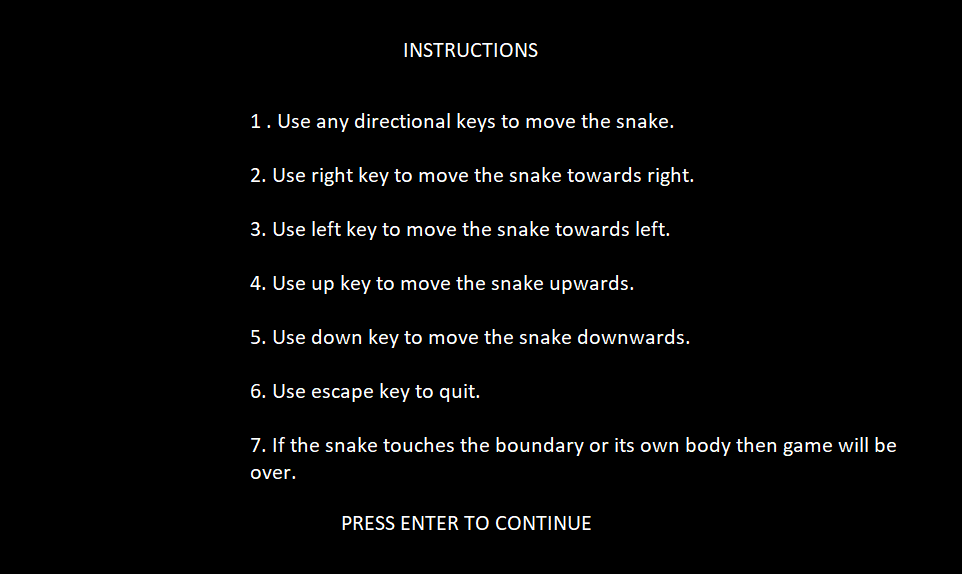 INSTRUCTIONS
1 . Use any directional keys to move the snake.
2. Use right key to move the snake towards right.
3. Use left key to move the snake towards left.
4. Use up key to move the snake upwards.
5. Use down key to move the snake downwards.
6. Use escape key to quit.
7. If the snake touches the boundary or its own body then game will be
over.
PRESS ENTER TO CONTINUE